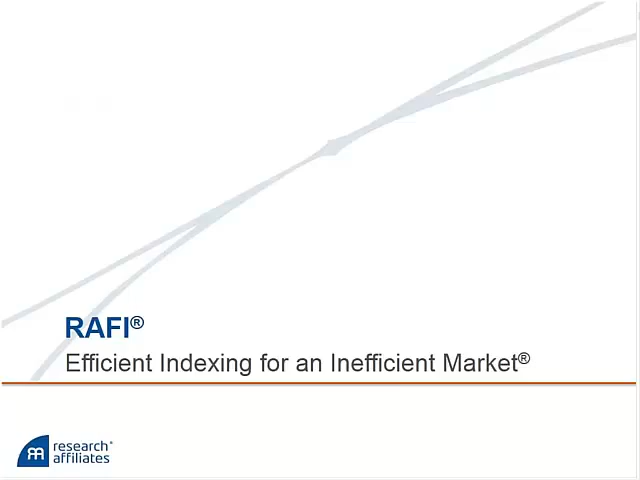 RAFI®
Efficient Indexing for an Inefficient Market®
research®
affiliates